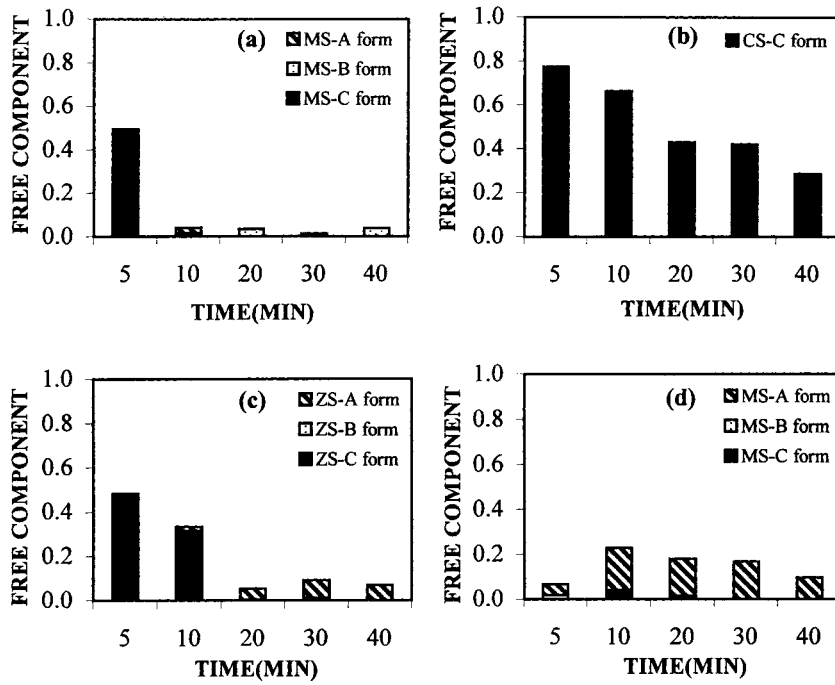 FREE COMPONENT
1.0
0.8
0.6
0.4
0.2
0.0
(a)
MS-A form
MS-B form
MS-C form
5 10 20 30 40
TIME(MIN)
FREE COMPONENT
1.0
0.8
0.6
0.4
0.2
0.0
(b)
CS-C form
5 10 20 30 40
TIME(MIN)
FREE COMPONENT
1.0
0.8
0.6
0.4
0.2
0.0
(c)
ZS-A form
ZS-B form
ZS-C form
5 10 20 30 40
TIME(MIN)
FREE COMPONENT
1.0
0.8
0.6
0.4
0.2
0.0
(d)
MS-A form
MS-B form
MS-C form
5 10 20 30 40
TIME(MIN)